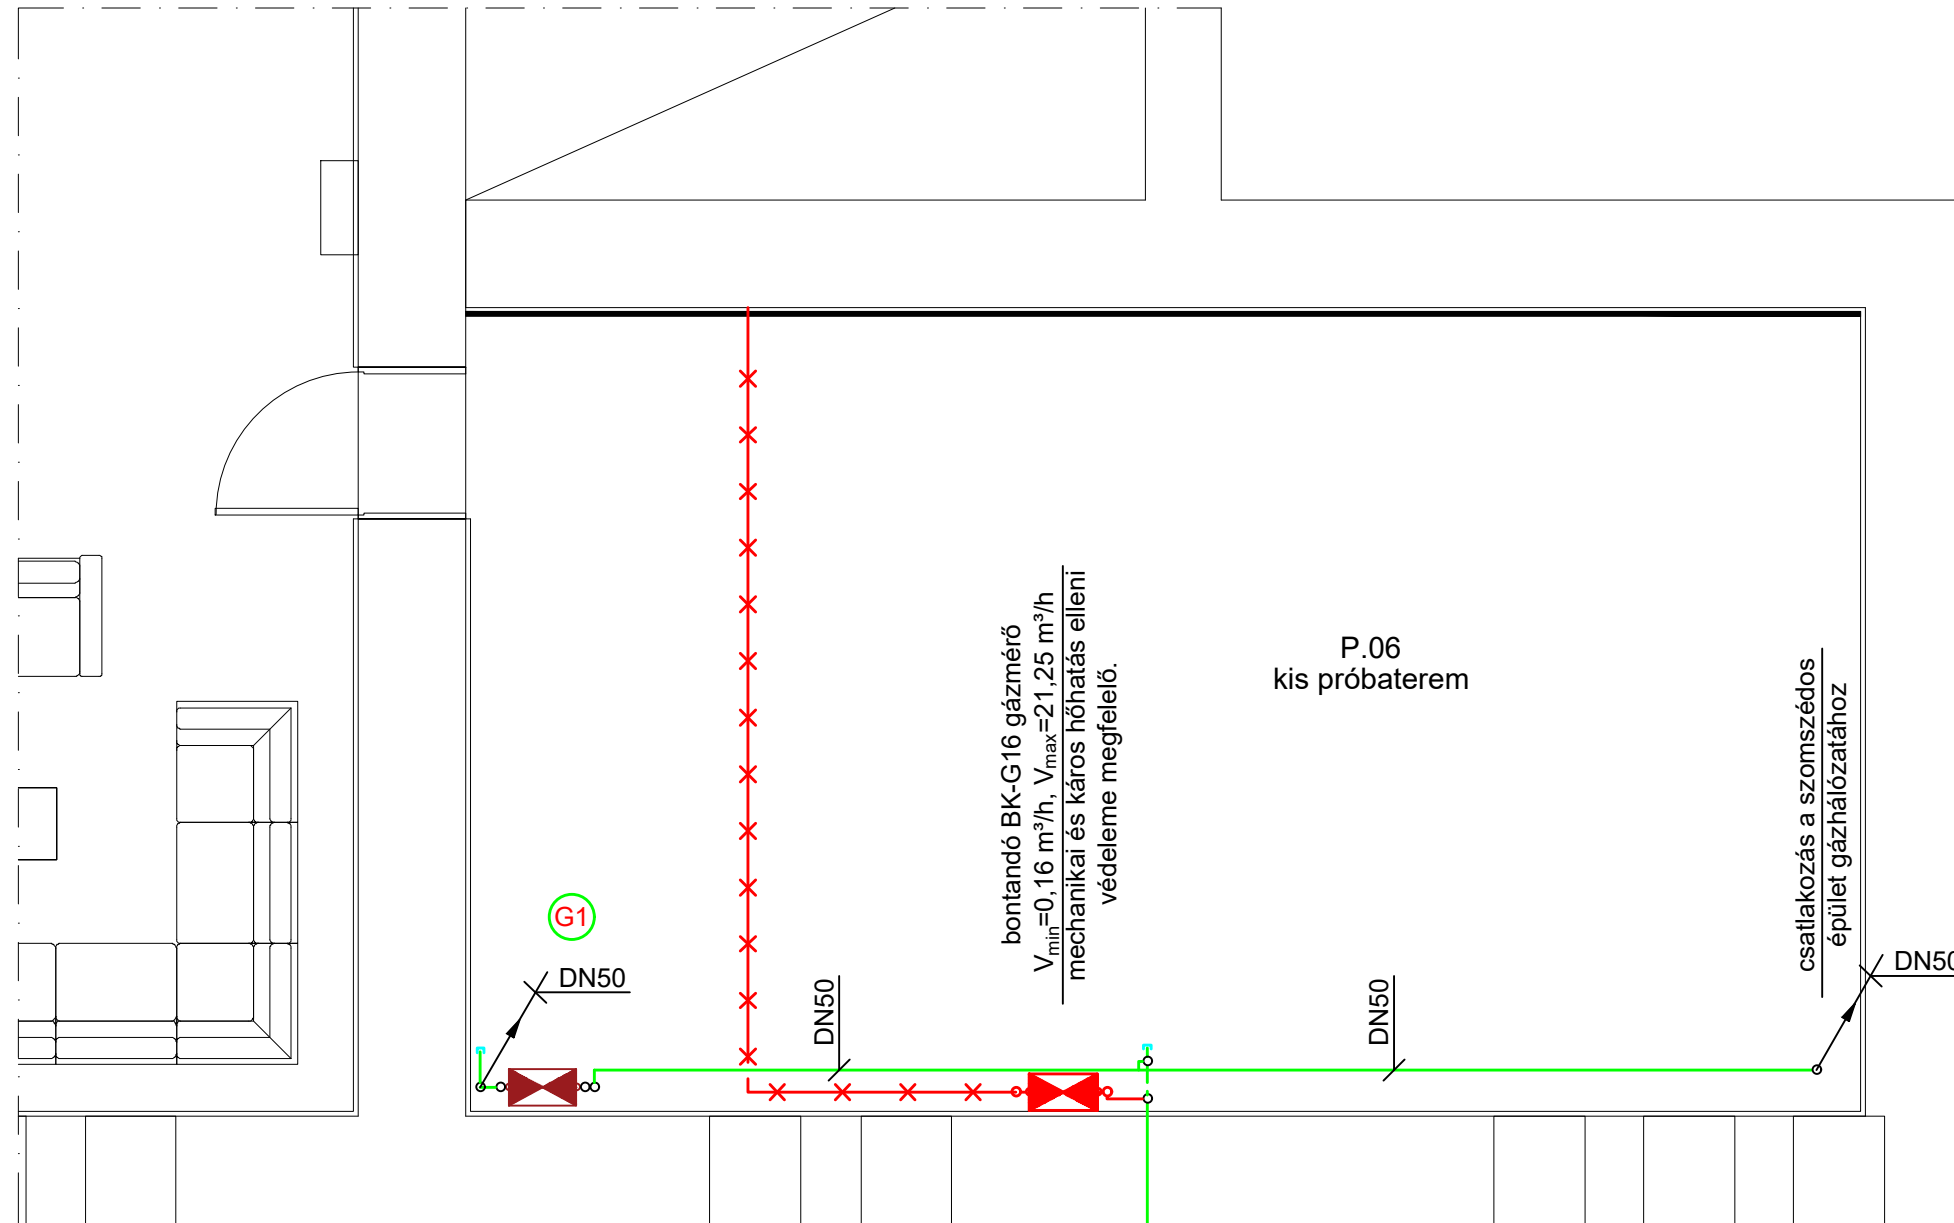 P.06
kis próbaterem
bontandó BK-G16 gázmérő
Vmin=0,16 m³/h, Vmax=21,25 m³/h
mechanikai és káros hőhatás elleni
védeleme megfelelő.
csatlakozás a szomszédos
épület gázhálózatához
G1
DN50
DN50
DN50
DN50